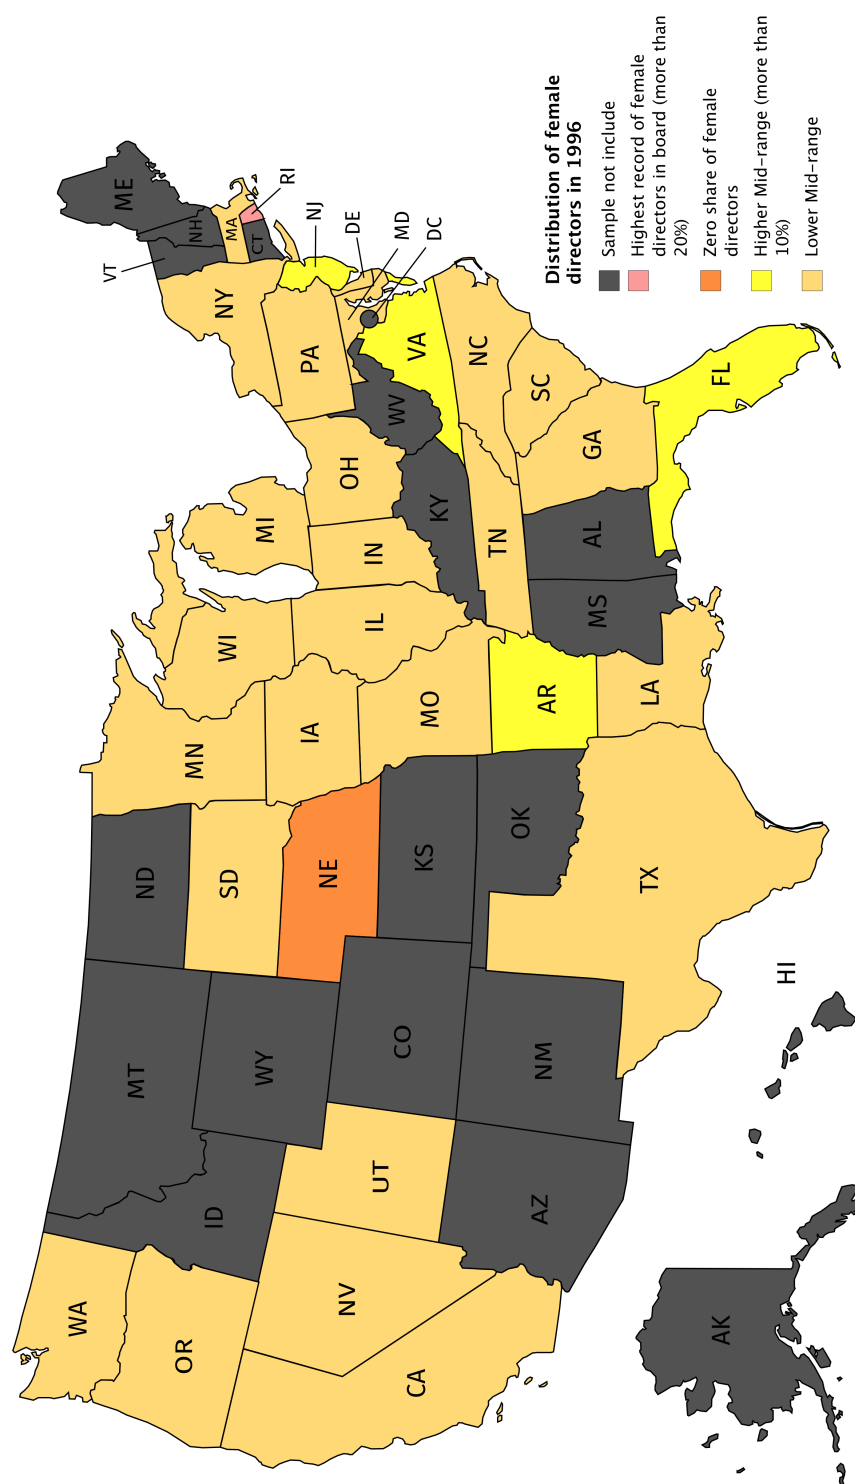 ME
VT
NH
MA
RI
CT
NY
NJ
PA
DE
MD
DC
VA
WV
NC
SC
GA
FL
OH
MI
IN
KY
TN
AL
MS
WI
IL
MN
IA
MO
AR
LA
ND
SD
NE
KS
OK
TX
MT
WY
CO
NM
ID
UT
AZ
WA
OR
NV
CA
AK
HI
Distribution of female
directors in 1996
Sample not include
Highest record of female
directors in board (more than
20%)
Zero share of female
directors
Higher Mid-range (more than
10%)
Lower Mid-range